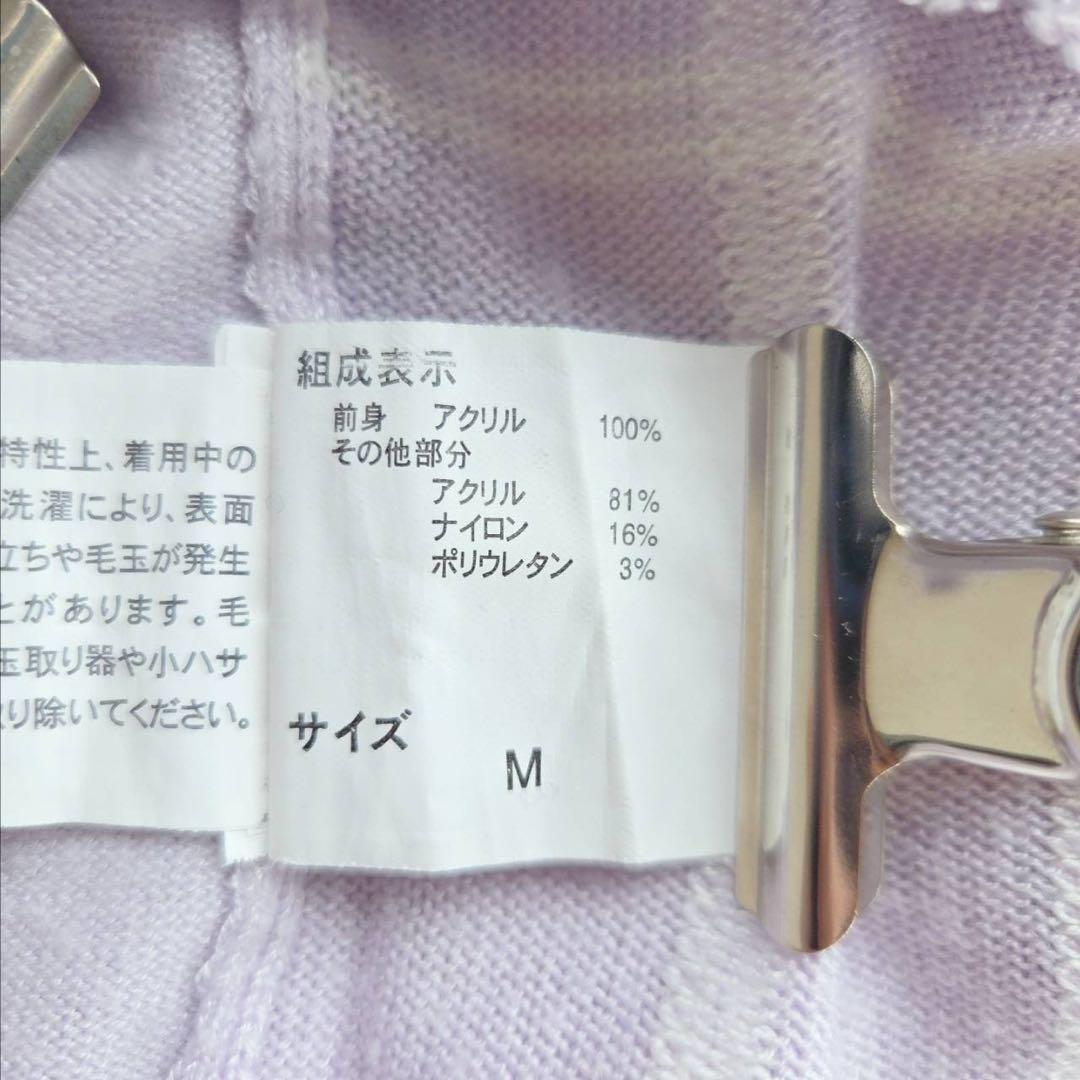 組成表示
前身 アクリル 100%
その他部分
アクリル 81%
ナイロン 16%
ポリウレタン 3%
サイズ
M
特性上、着用中の
洗濯により、表面
立ちや毛玉が発生
とがあります。毛
玉取り器や小ハサ
り除いてください。